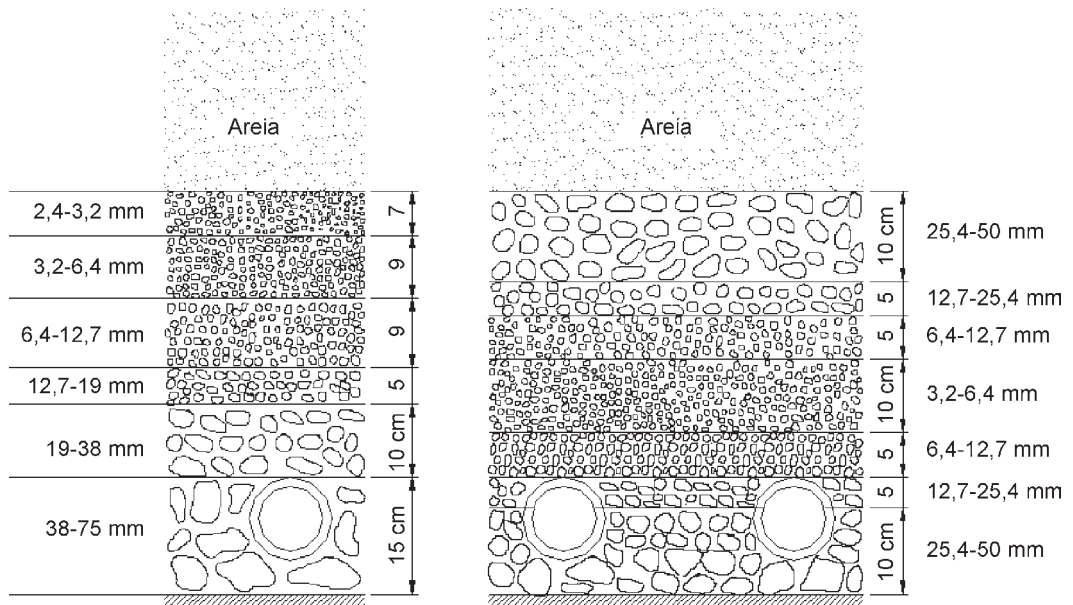 Areia
2,4-3,2 mm
7
3,2-6,4 mm
9
6,4-12,7 mm
9
12,7-19 mm
5
19-38 mm
10 cm
38-75 mm
15 cm
Areia
10 cm
25,4-50 mm
5
12,7-25,4 mm
5
6,4-12,7 mm
10 cm
3,2-6,4 mm
5
6,4-12,7 mm
5
12,7-25,4 mm
10 cm
25,4-50 mm